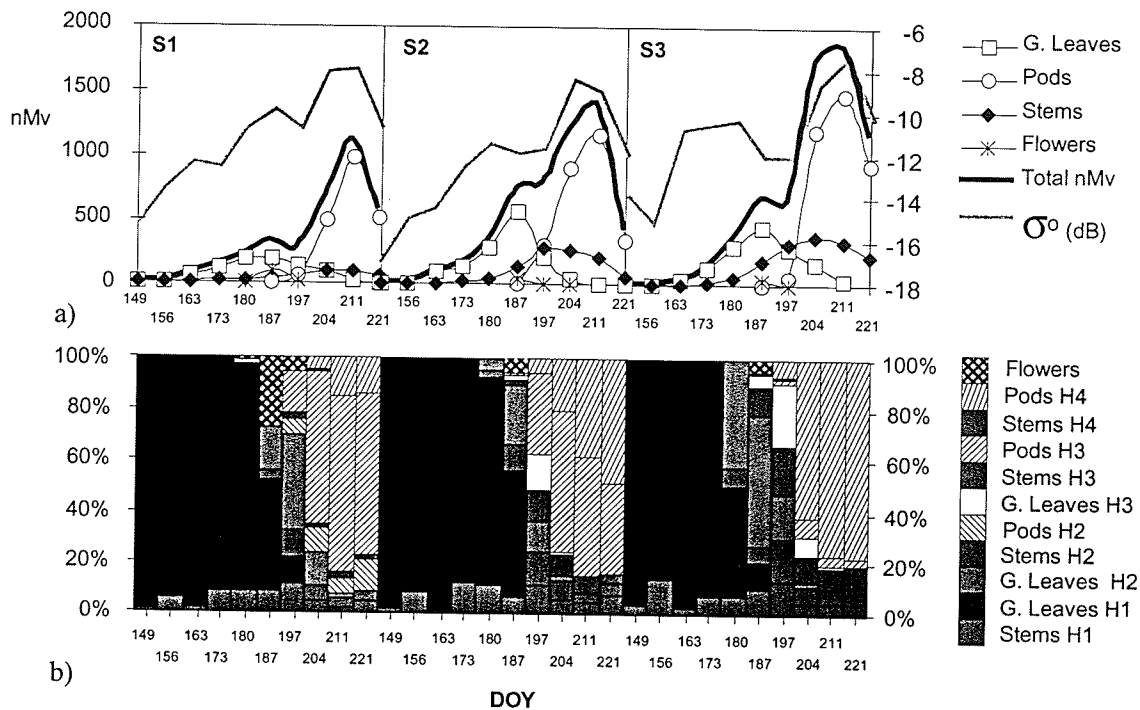 2000
1500
nMv
1000
500
0
S1
S2
S3
-6
-8
-10
-12
-14
-16
-18
G. Leaves
Pods
Stems
Flowers
Total nMv
σ° (dB)
149 163 180 197 211 156 187 204 221 163 180 197 211
156 173 187 204 221 149 163 180 197 211 156 173 187 204 221
a)
100%
80%
60%
40%
20%
0%
100%
80%
60%
40%
20%
0%
Flowers
Pods H4
Stems H4
Pods H3
Stems H3
G. Leaves H3
Pods H2
Stems H2
G. Leaves H2
G. Leaves H1
Stems H1
149 163 180 197 211 149 163 180 197 211 149 163 180 197 211
156 173 187 204 221 156 173 187 204 221 156 173 187 204 221
b)
DOY